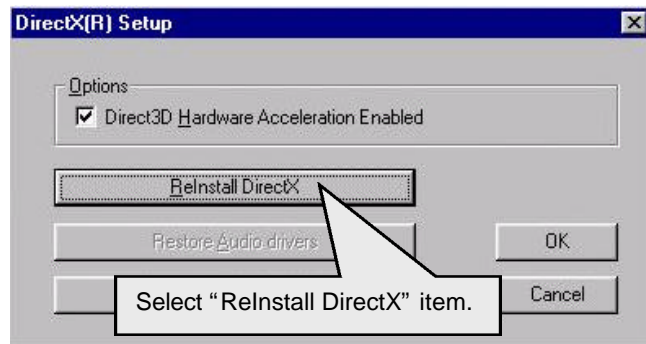 DirectX(R) Setup
Options
Direct3D Hardware Acceleration Enabled
ReInstall DirectX
Restore Audio drivers
OK
Cancel
Select “ReInstall DirectX” item.